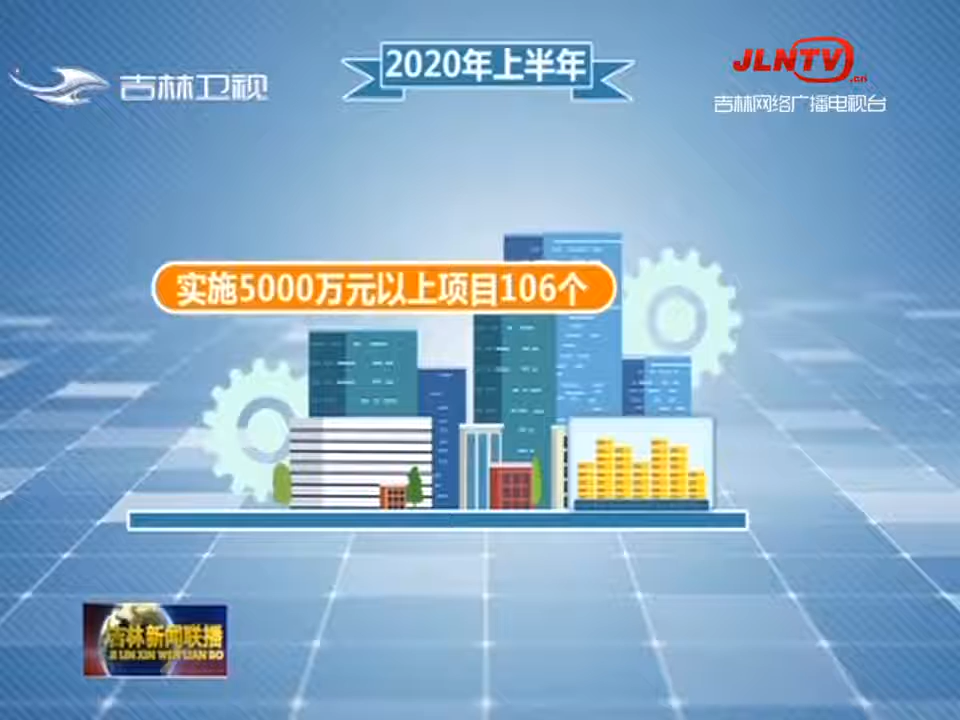 吉林卫视
2020年上半年
JLNTV.cn
吉林网络广播电视台
实施5000万元以上项目106个
吉林新闻联播
JI LIN XIN WEN LIAN BO